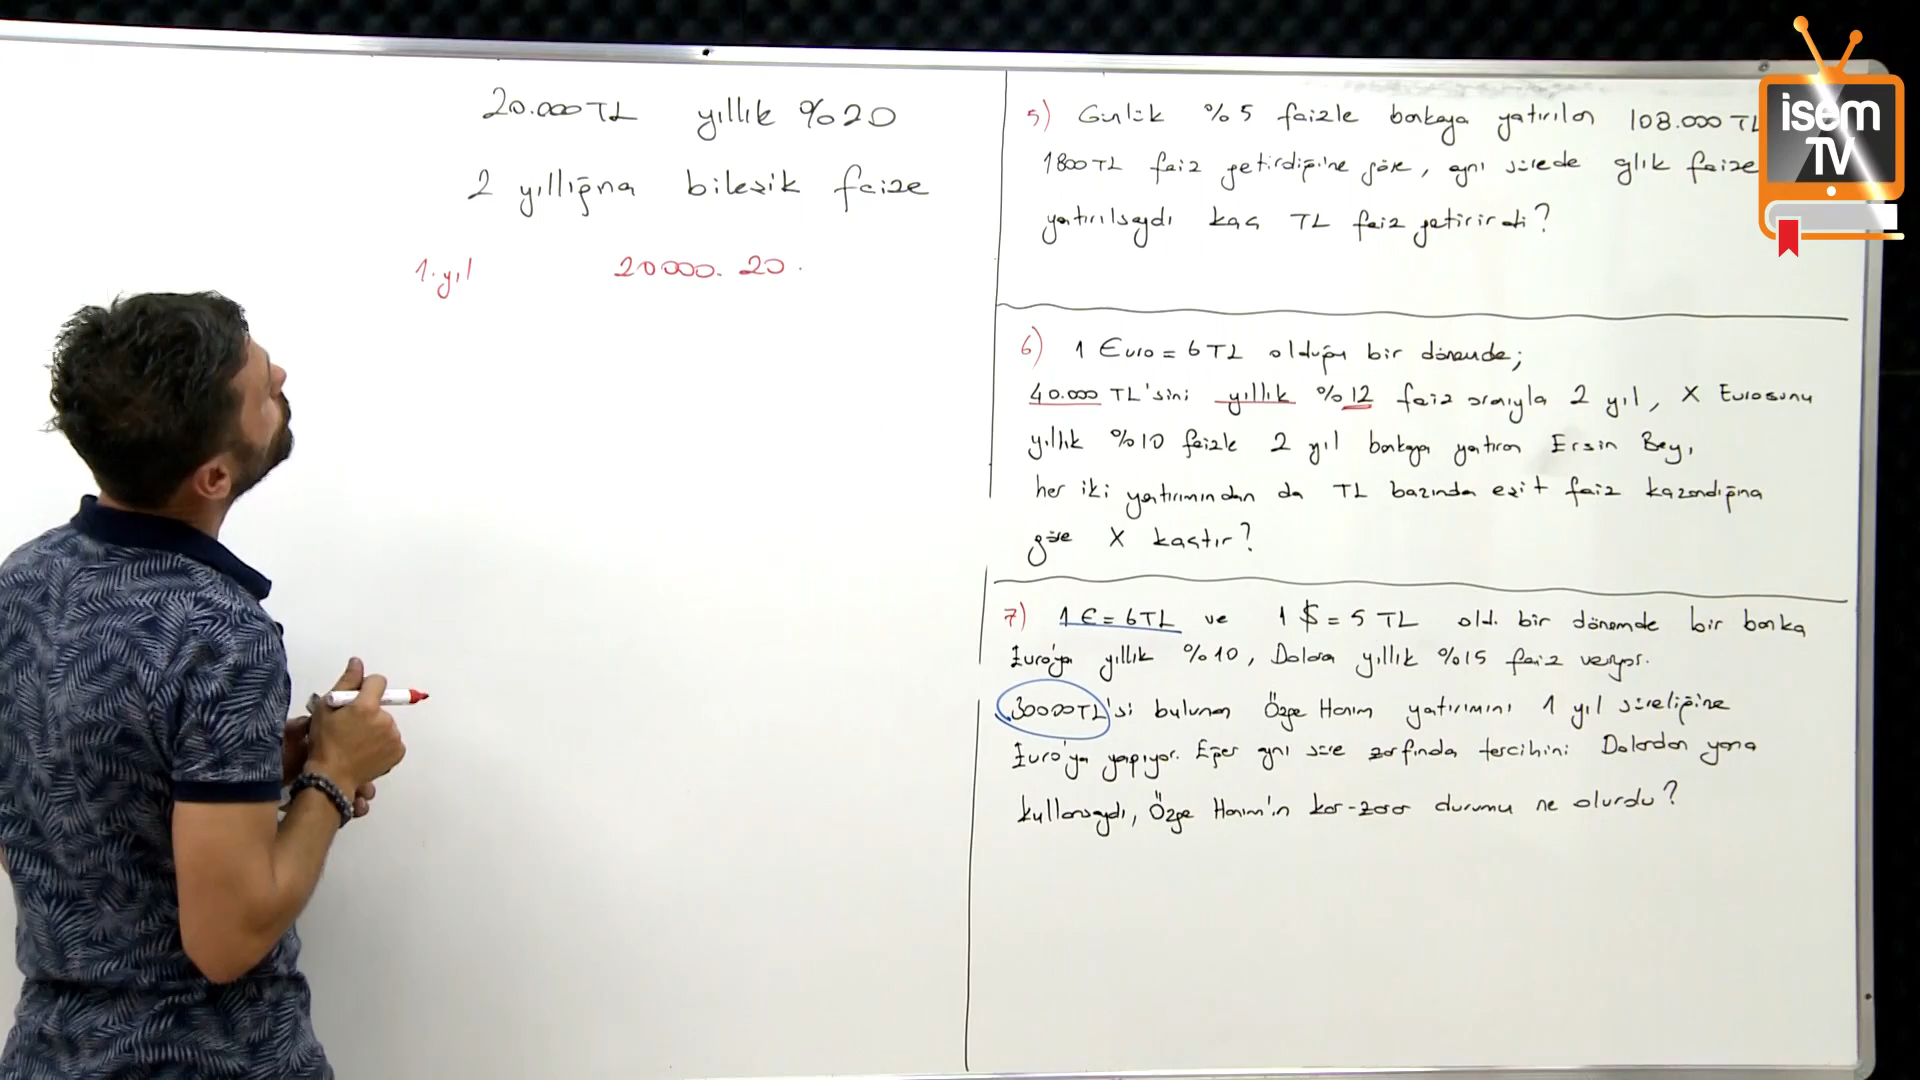 20.000 TL yıllık %20
2 yıllığına bileşik faize
1.yıl 20000. 20.
5) Günlük %5 faizle bankaya yatırılan 108.000 TL
1800 TL faiz getirdiğine göre, aynı sürede aylık faize
yatırılsaydı kaç TL faiz getirirdi?
6) 1 Euro = 6 TL olduğu bir dönemde;
40.000 TL'sini yıllık %12 faiz oranıyla 2 yıl, X Eurosunu
yıllık %10 faizle 2 yıl bankaya yatıran Ersin Bey,
her iki yatırımından da TL bazında eşit faiz kazandığına
göre X kaçtır?
7) 1 € = 6 TL ve 1 $ = 5 TL old. bir dönemde bir banka
Euro'ya yıllık %10, Dolara yıllık %15 faiz veriyor.
30000 TL'si bulunan Özge Hanım yatırımını 1 yıl süreliğine
Euro'ya yapıyor. Eğer aynı süre zarfında tercihini Dolardan yana
kullansaydı, Özge Hanım'ın kar-zarar durumu ne olurdu?
isem
TV